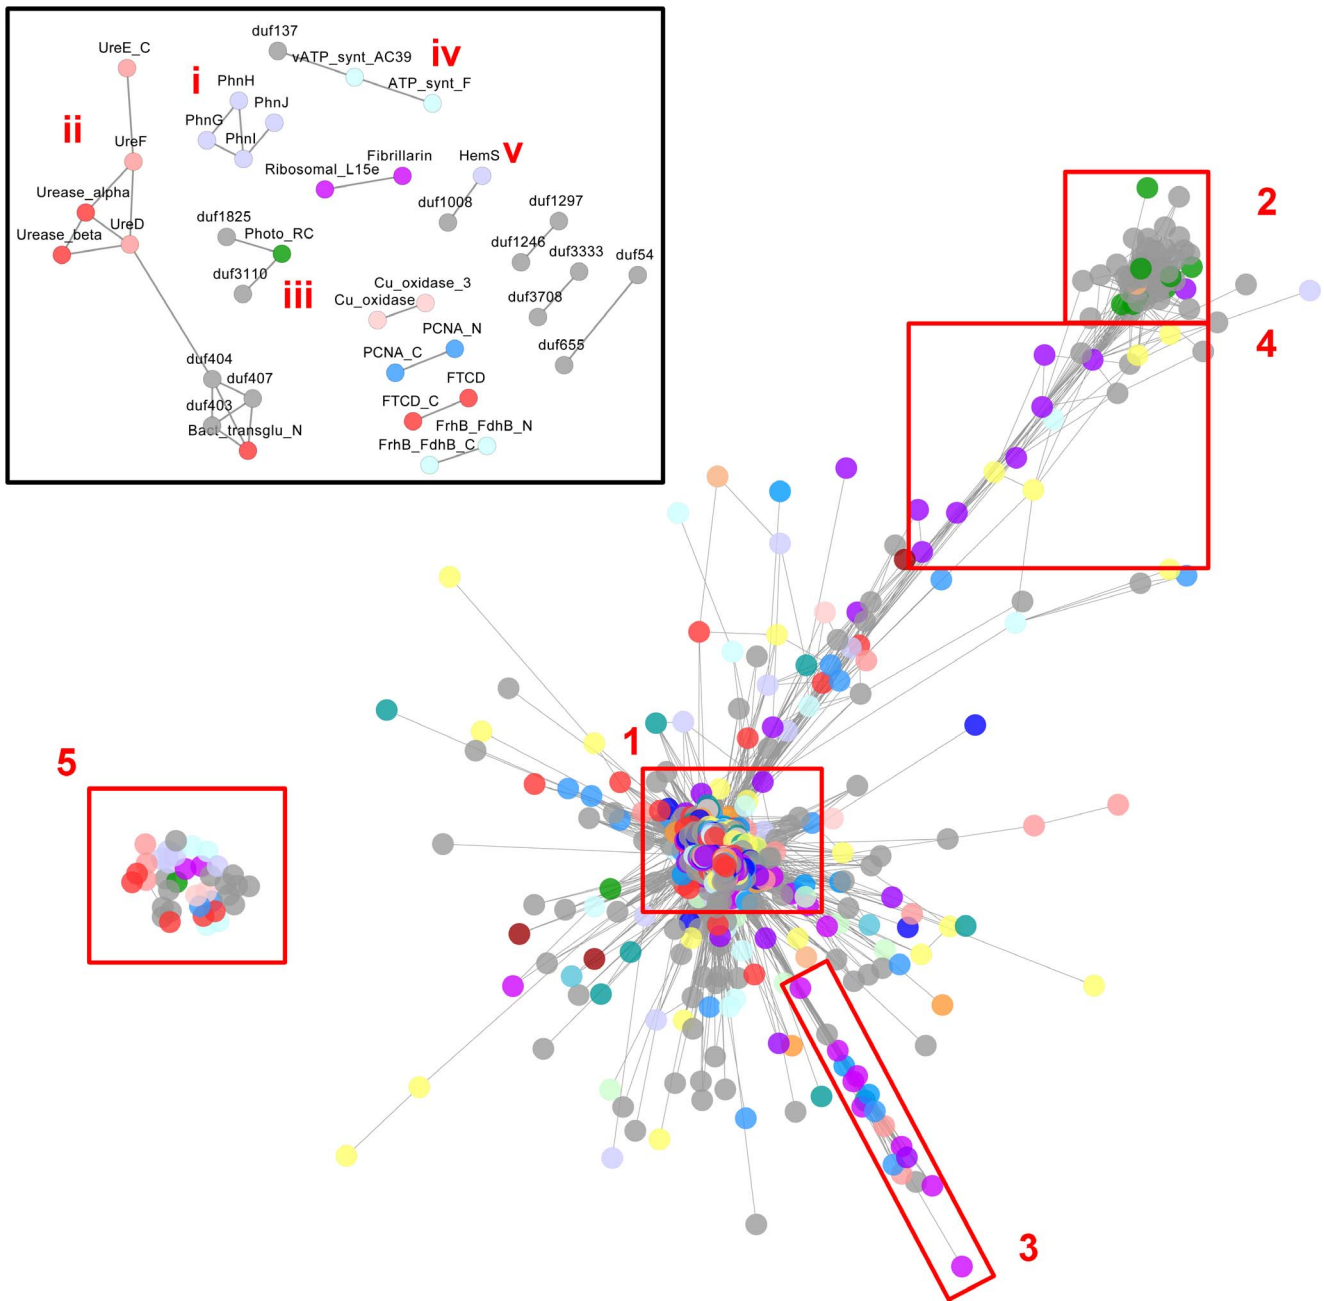 duf137
UreE_C
vATP_synt_AC39
iv
i
PhnH
ATP_synt_F
PhnJ
PhnG
ii
UreF
PhnI
Fibrillarin
HemS
v
Ribosomal_L15e
Urease_alpha
duf1297
duf1825
duf1008
UreD
Urease_beta
Photo_RC
duf1246
duf3333
duf54
duf3110
iii
Cu_oxidase_3
Cu_oxidase
duf3708
PCNA_N
duf655
PCNA_C
duf404
duf407
FTCD
duf403
FTCD_C
Bact_transglu_N
FrhB_FdhB_N
FrhB_FdhB_C
2
4
1
5
3